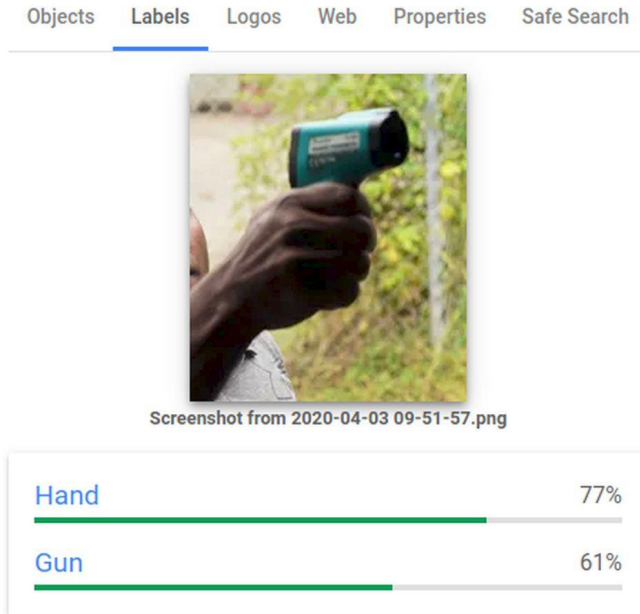 Objects Labels Logos Web Properties Safe Search
Screenshot from 2020-04-03 09-51-57.png
Hand 77%
Gun 61%